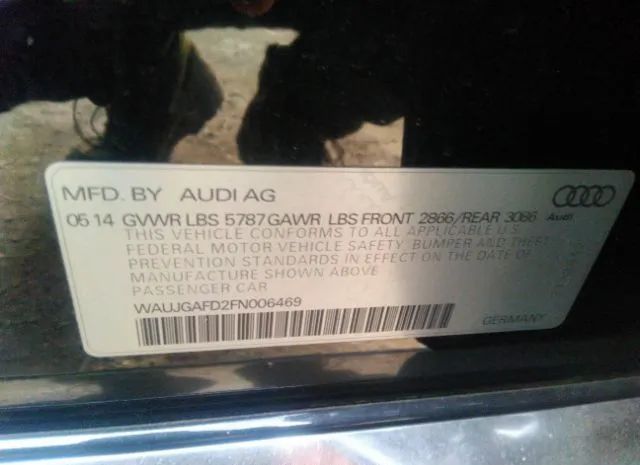 MFD. BY AUDI AG
05 14 GVWR LBS 5787 GAWR LBS FRONT 2866/REAR 3086 Audi
THIS VEHICLE CONFORMS TO ALL APPLICABLE U.S.
FEDERAL MOTOR VEHICLE SAFETY, BUMPER AND THEFT
PREVENTION STANDARDS IN EFFECT ON THE DATE
OF MANUFACTURE SHOWN ABOVE
PASSENGER CAR
WAUJGAFD2FN006469
GERMANY